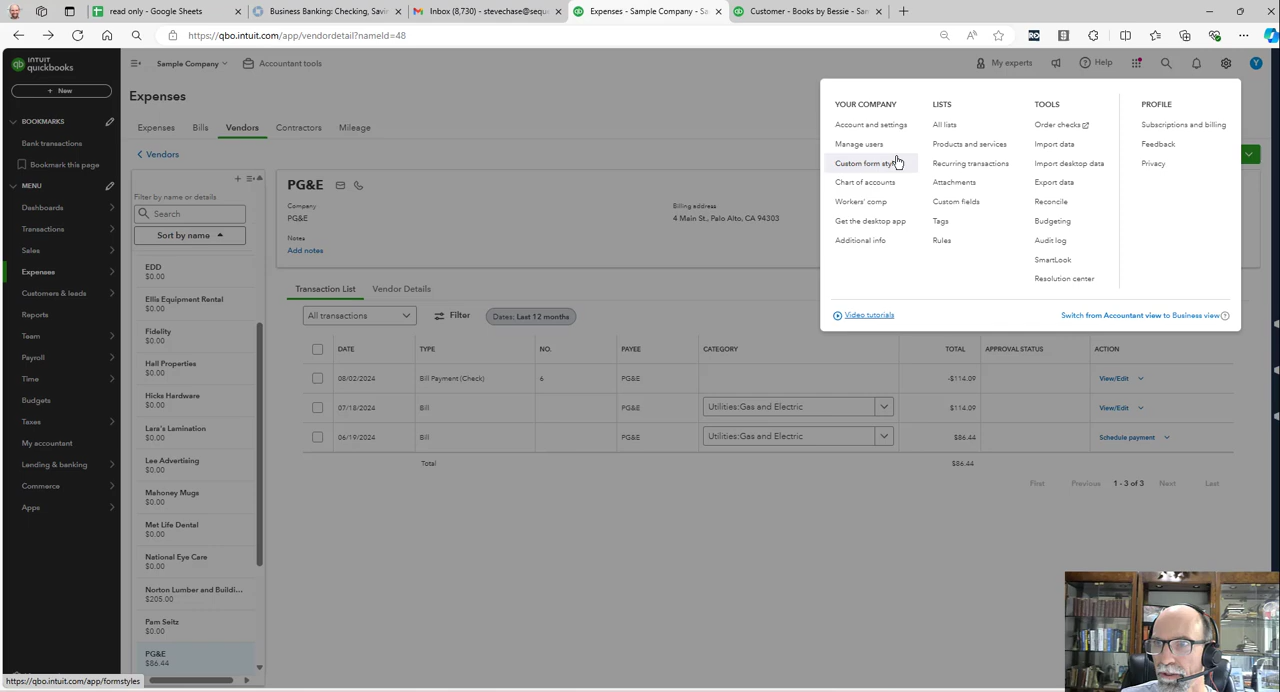 read only - Google Sheets
Business Banking: Checking, Savi
Inbox (8,730) - stevechase@seque
Expenses - Sample Company - Sa
Customer - Books by Bessie - Sam
https://qbo.intuit.com/app/vendordetail?nameId=48
INTUIT
quickbooks
Sample Company
Accountant tools
My experts
Help
+ New
Expenses
BOOKMARKS
Bank transactions
Bookmark this page
MENU
Dashboards
Transactions
Sales
Expenses
Customers & leads
Reports
Team
Payroll
Time
Budgets
Taxes
My accountant
Lending & banking
Commerce
Apps
Expenses
Bills
Vendors
Contractors
Mileage
Vendors
Filter by name or details
Search
Sort by name
EDD
$0.00
Ellis Equipment Rental
$0.00
Fidelity
$0.00
Hall Properties
$0.00
Hicks Hardware
$0.00
Lara's Lamination
$0.00
Lee Advertising
$0.00
Mahoney Mugs
$0.00
Met Life Dental
$0.00
National Eye Care
$0.00
Norton Lumber and Buildi...
$205.00
Pam Seitz
$0.00
PG&E
$86.44
PG&E
Company
PG&E
Billing address
4 Main St., Palo Alto, CA 94303
Notes
Add notes
Transaction List
Vendor Details
All transactions
Filter
Dates: Last 12 months
DATE TYPE NO. PAYEE CATEGORY TOTAL APPROVAL STATUS ACTION
08/02/2024 Bill Payment (Check) 6 PG&E -$114.09 View/Edit
07/18/2024 Bill PG&E Utilities:Gas and Electric $114.09 View/Edit
06/19/2024 Bill PG&E Utilities:Gas and Electric $86.44 Schedule payment
Total $86.44
First Previous 1 - 3 of 3 Next Last
YOUR COMPANY
Account and settings
Manage users
Custom form styl
Chart of accounts
Workers' comp
Get the desktop app
Additional info
LISTS
All lists
Products and services
Recurring transactions
Attachments
Custom fields
Tags
Rules
TOOLS
Order checks
Import data
Import desktop data
Export data
Reconcile
Budgeting
Audit log
SmartLook
Resolution center
PROFILE
Subscriptions and billing
Feedback
Privacy
Video tutorials
Switch from Accountant view to Business view
https://qbo.intuit.com/app/formstyles